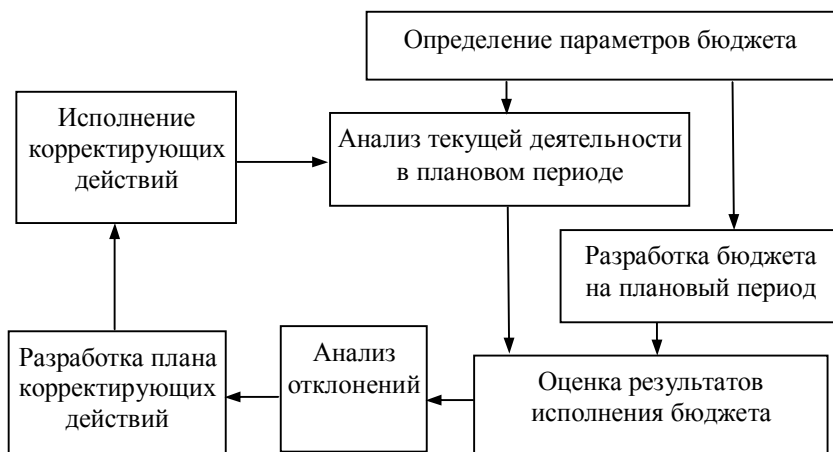 Определение параметров бюджета
Исполнение
корректирующих
действий
Анализ текущей деятельности
в плановом периоде
Разработка бюджета
на плановый период
Разработка плана
корректирующих
действий
Анализ
отклонений
Оценка результатов
исполнения бюджета